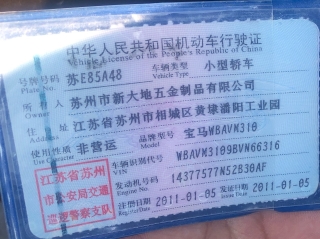 中华人民共和国机动车行驶证
Vehicle License of the People's Republic of China
号牌号码 苏E85A48 车辆类型 小型轿车
Plate No. Vehicle Type
所有人 苏州市新大地五金制品有限公司
Owner
住址 江苏省苏州市相城区黄埭潘阳工业园
Address
使用性质 非营运 品牌型号 宝马WBAVM310
Use Character Model
车辆识别代号 WBAVM3109BVN66316
VIN
江苏省苏州
市公安局交通
巡逻警察支队
发动机号码 14377577N52B30AF
Engine No.
注册日期 2011-01-05 发证日期 2011-01-05
Register Date Issue Date